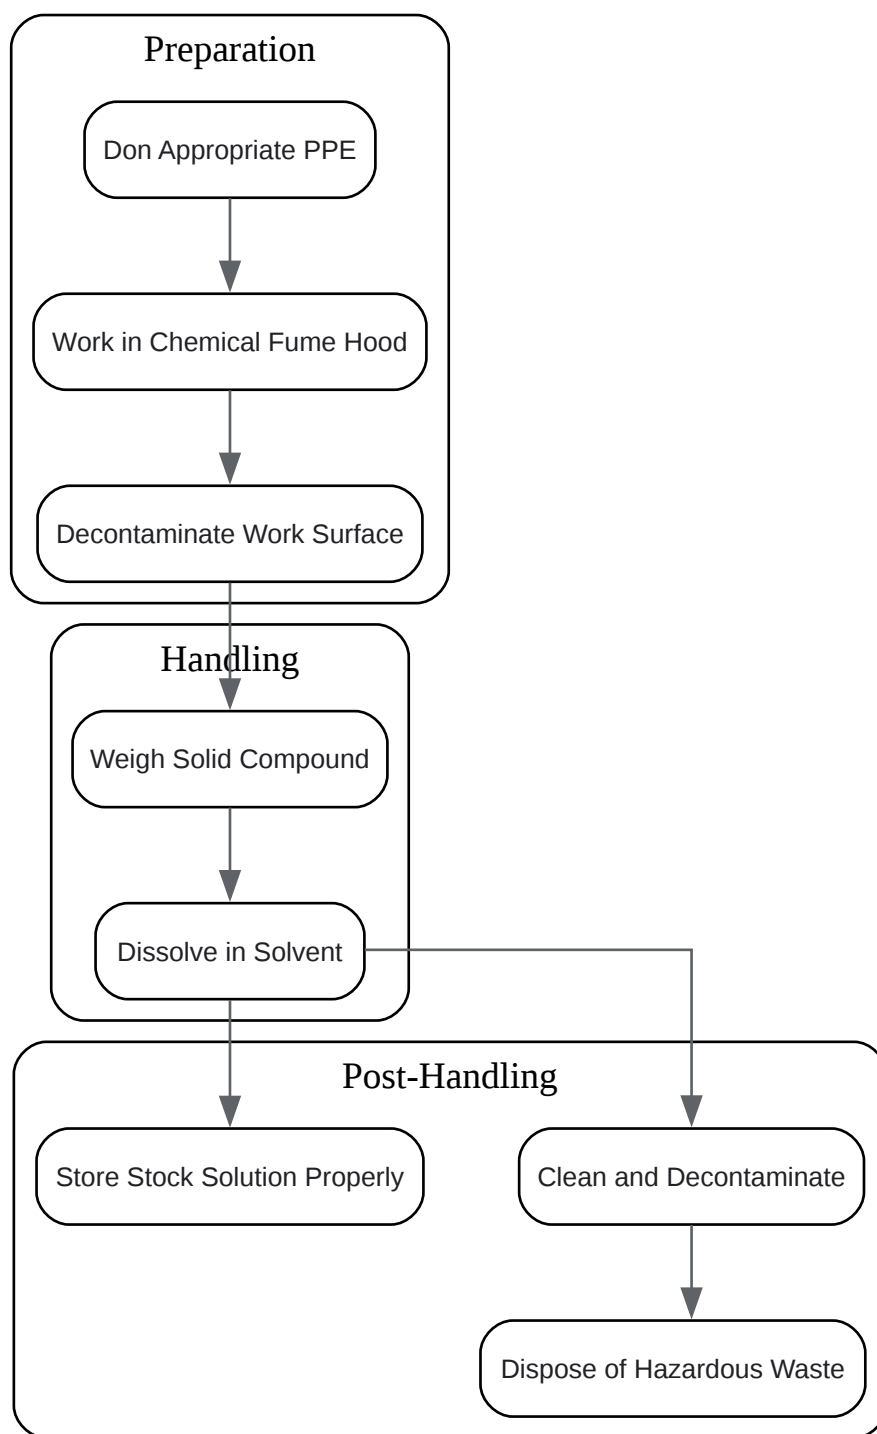 Preparation
Don Appropriate PPE
Work in Chemical Fume Hood
Decontaminate Work Surface
Handling
Weigh Solid Compound
Dissolve in Solvent
Post-Handling
Store Stock Solution Properly
Clean and Decontaminate
Dispose of Hazardous Waste